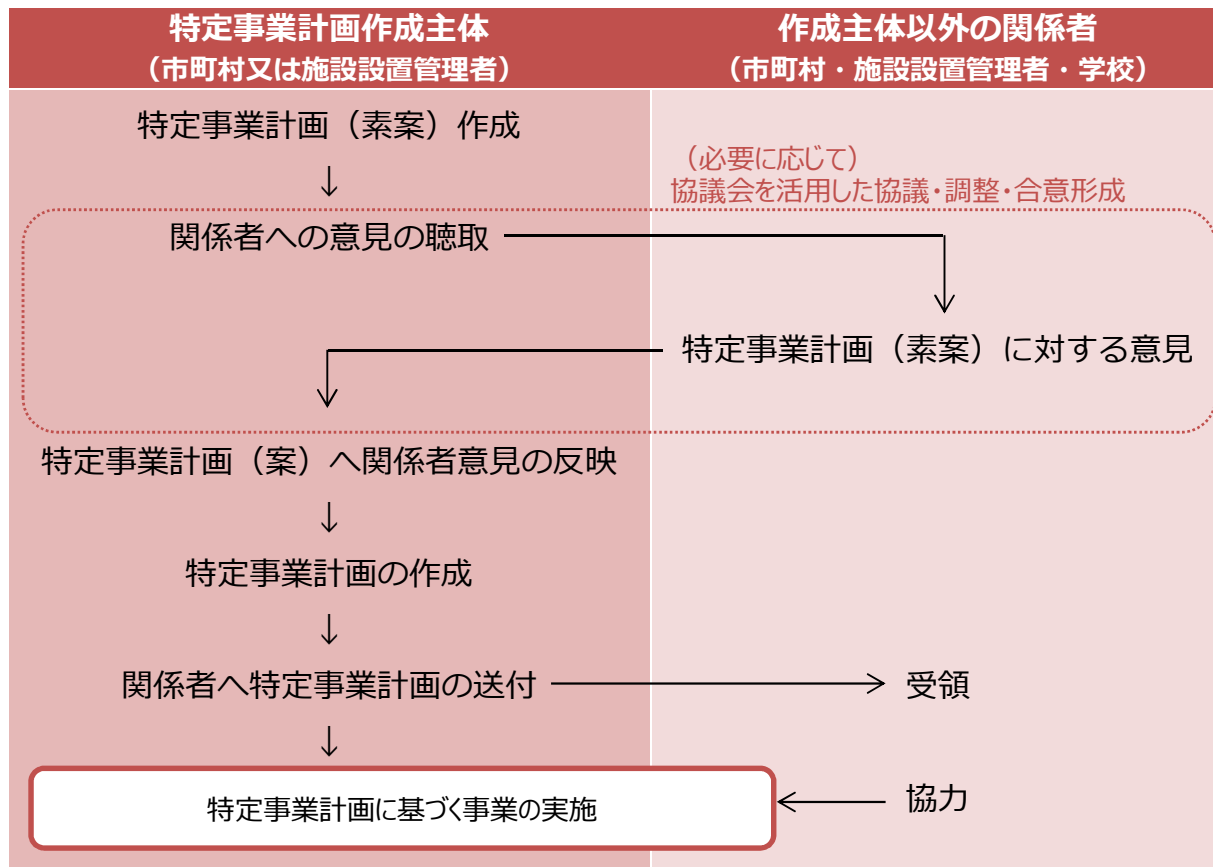 特定事業計画作成主体
（市町村又は施設設置管理者）
作成主体以外の関係者
（市町村・施設設置管理者・学校）
特定事業計画（素案）作成
↓
（必要に応じて）
協議会を活用した協議・調整・合意形成
関係者への意見の聴取
特定事業計画（素案）に対する意見
特定事業計画（案）へ関係者意見の反映
↓
特定事業計画の作成
↓
関係者へ特定事業計画の送付
受領
↓
特定事業計画に基づく事業の実施
協力